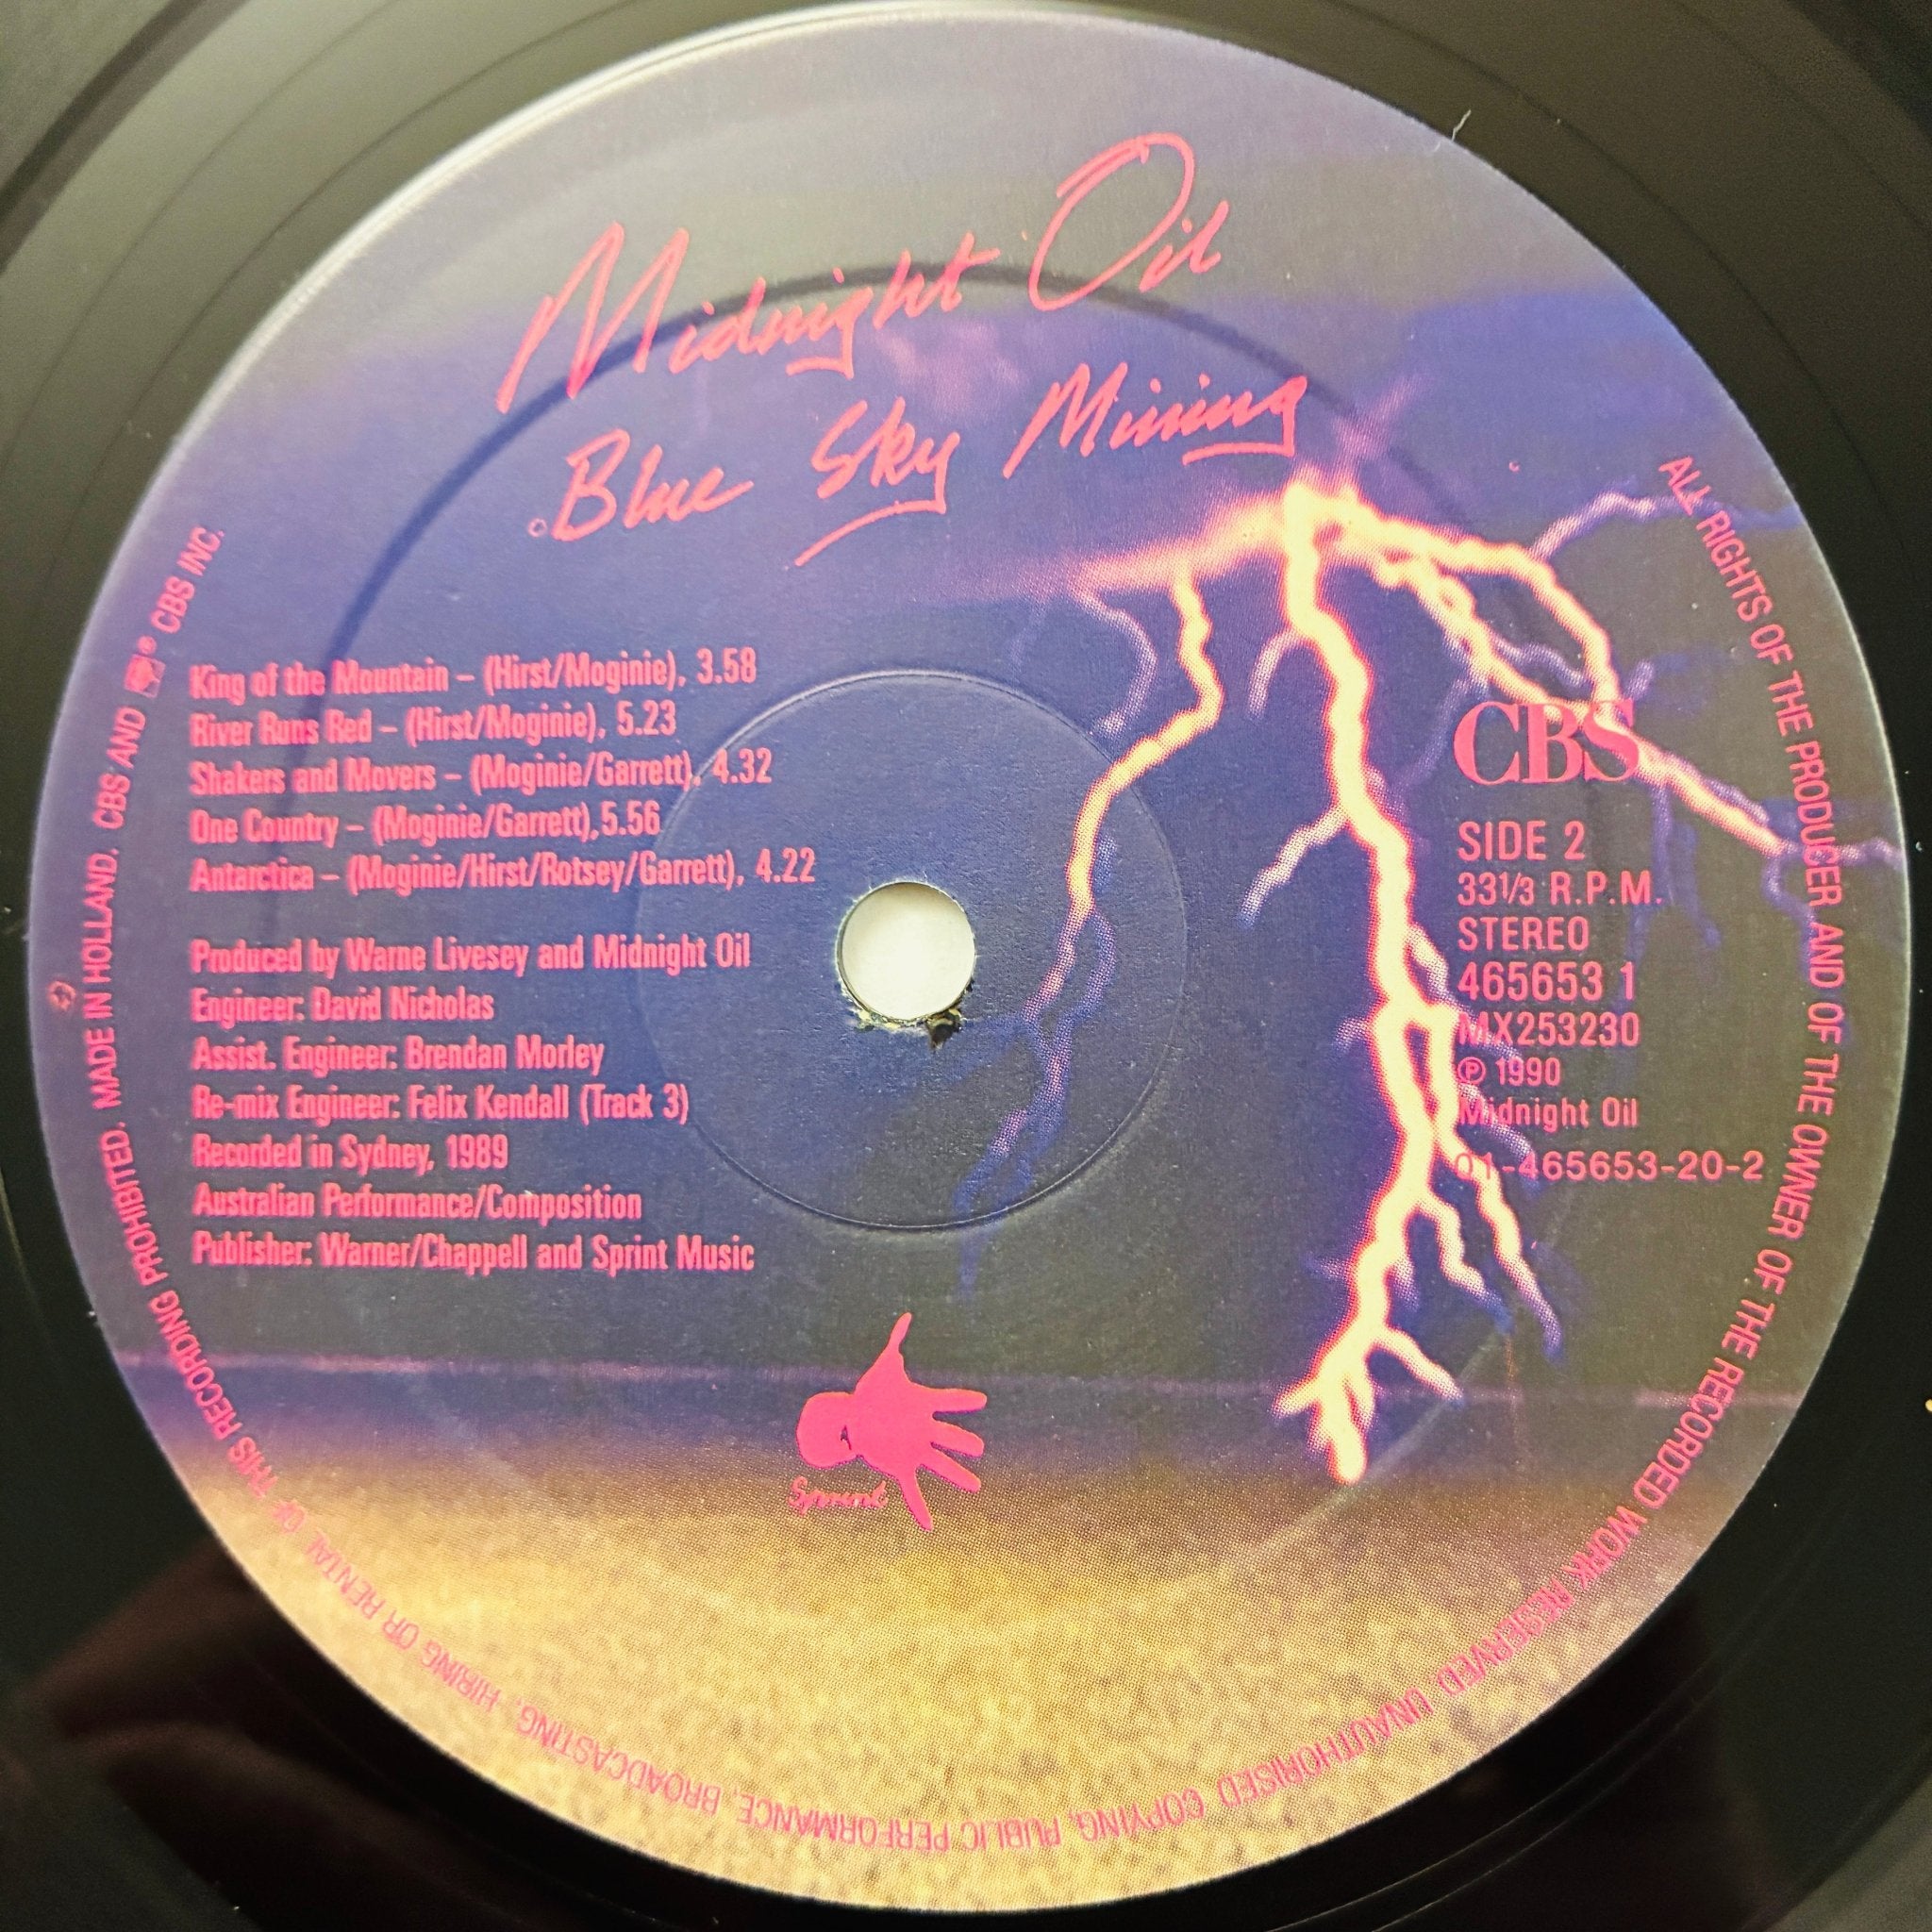 Midnight Oil
Blue Sky Mining
King of the Mountain – (Hirst/Moginie), 3.58
River Runs Red – (Hirst/Moginie), 5.23
Shakers and Movers – (Moginie/Garrett), 4.32
One Country – (Moginie/Garrett), 5.56
Antarctica – (Moginie/Hirst/Rotsey/Garrett), 4.22
Produced by Warne Livesey and Midnight Oil
Engineer: David Nicholas
Assist. Engineer: Brendan Morley
Re-mix Engineer: Felix Kendall (Track 3)
Recorded in Sydney, 1989
Australian Performance/Composition
Publisher: Warner/Chappell and Sprint Music
CBS
SIDE 2
33 1/3 R.P.M.
STEREO
465653 1
MX253230
℗ 1990
Midnight Oil
01-465653-20-2
Sprint
ALL RIGHTS OF THE PRODUCER AND OF THE OWNER OF THE RECORDED WORK RESERVED. UNAUTHORISED COPYING, PUBLIC PERFORMANCE, BROADCASTING, HIRING OR RENTAL OF THIS RECORDING PROHIBITED. MADE IN HOLLAND. CBS AND ® CBS INC.